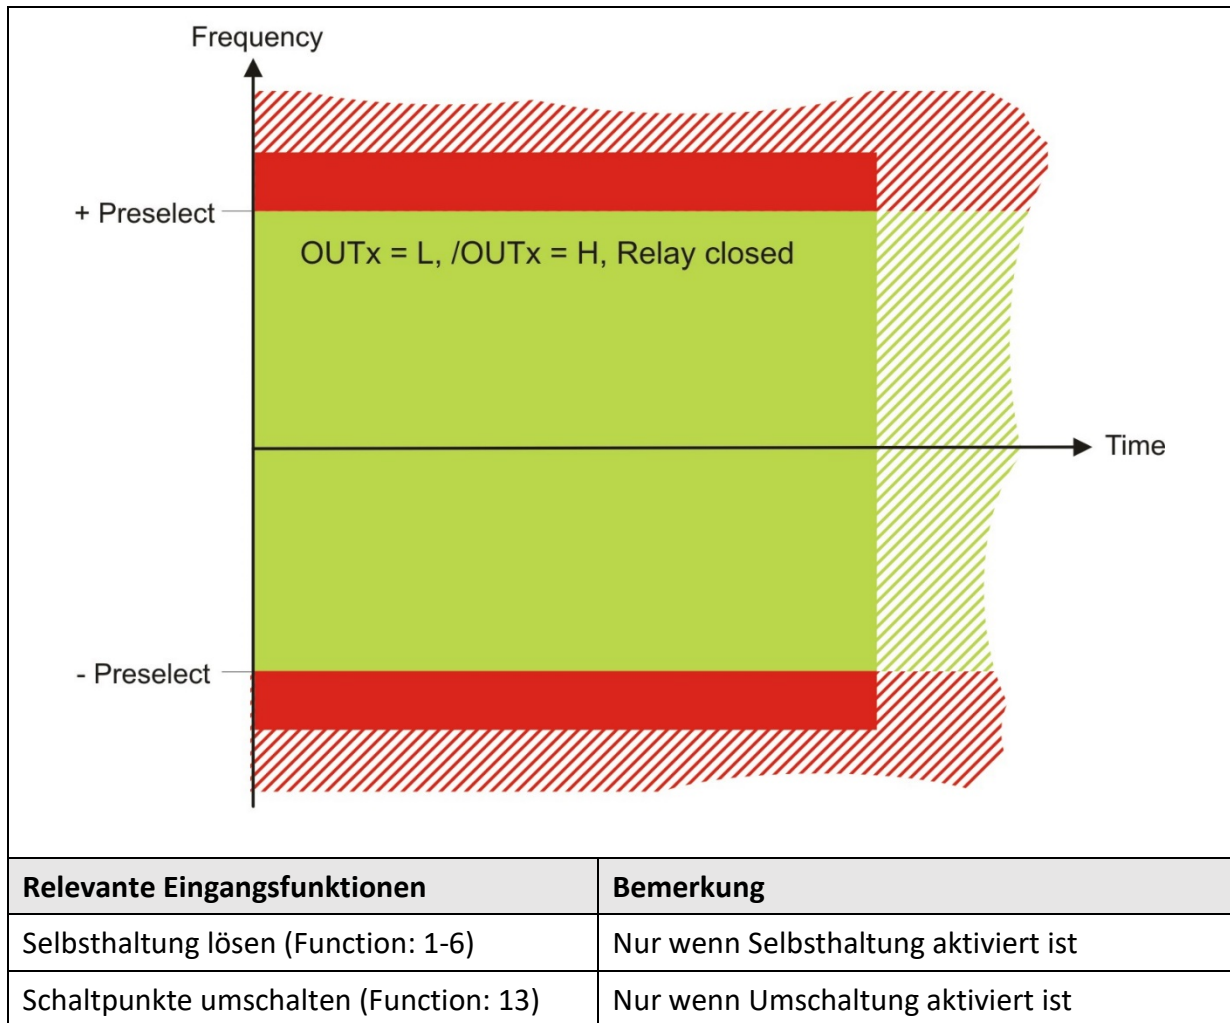 Frequency
+ Preselect
OUTx = L, /OUTx = H, Relay closed
Time
- Preselect
Relevante Eingangsfunktionen
Bemerkung
Selbsthaltung lösen (Function: 1-6)
Nur wenn Selbsthaltung aktiviert ist
Schaltpunkte umschalten (Function: 13)
Nur wenn Umschaltung aktiviert ist